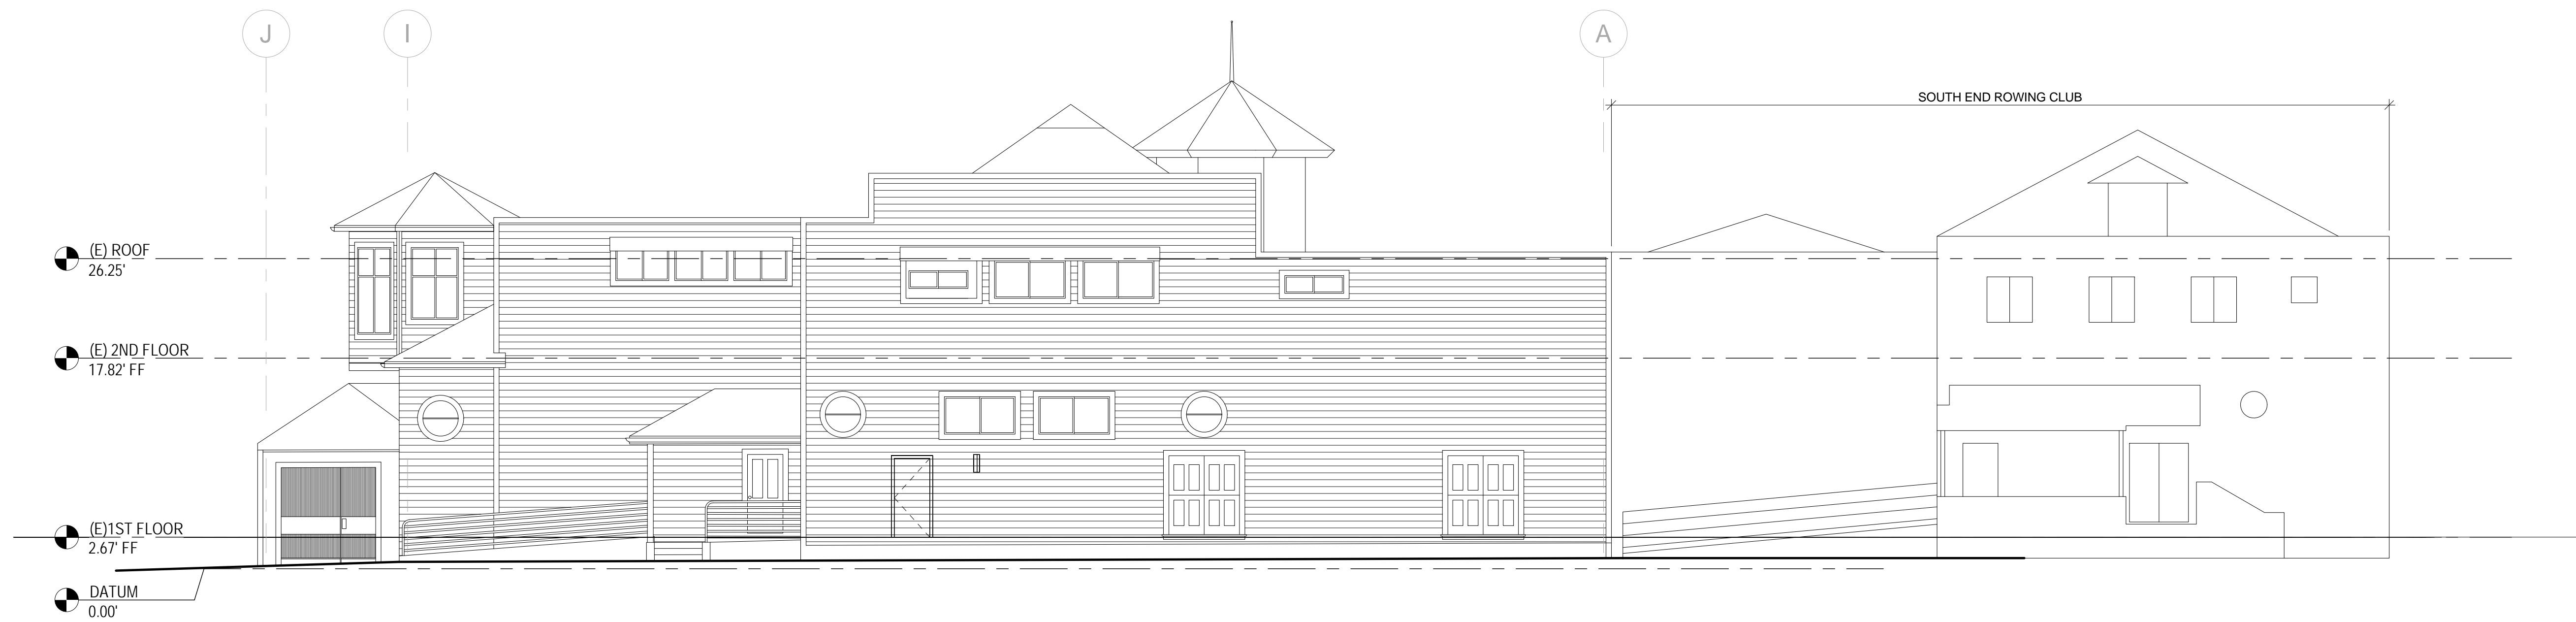 J
I
A
SOUTH END ROWING CLUB
(E) ROOF
26.25'
(E) 2ND FLOOR
17.82' FF
(E)1ST FLOOR
2.67' FF
DATUM
0.00'